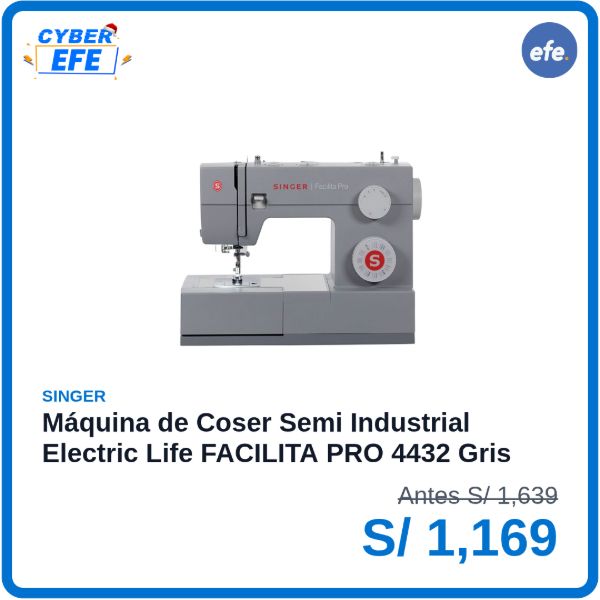 CYBER
EFE
efe.
SINGER | Facilita Pro
S
S
SINGER
Máquina de Coser Semi Industrial
Electric Life FACILITA PRO 4432 Gris
Antes S/ 1,639
S/ 1,169